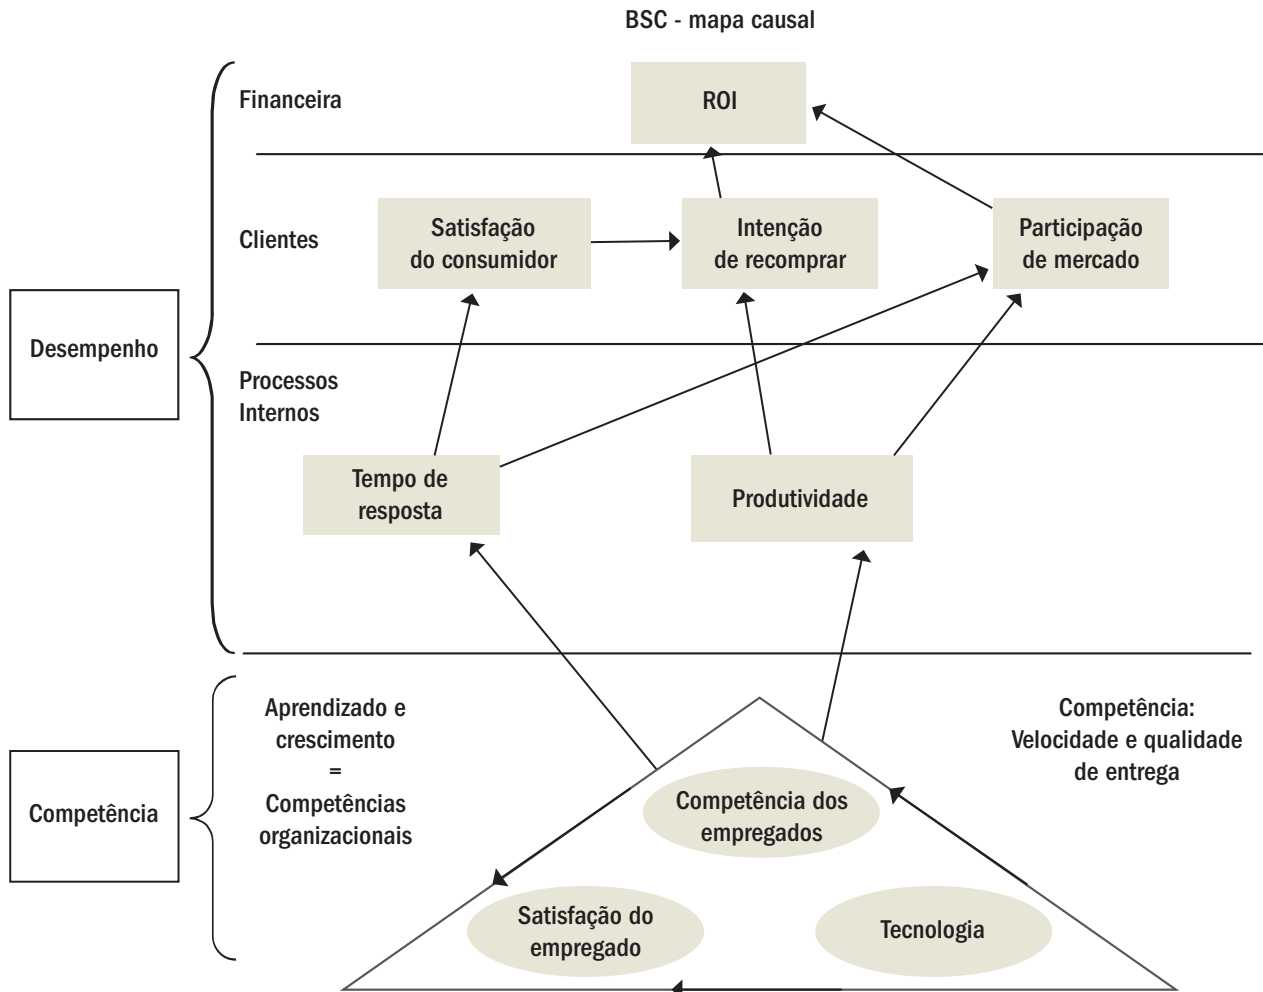 BSC - mapa causal
Financeira
ROI
Clientes
Satisfação
do consumidor
Intenção
de recomprar
Participação
de mercado
Desempenho
Processos
Internos
Tempo de
resposta
Produtividade
Aprendizado e
crescimento
=
Competências
organizacionais
Competência:
Velocidade e qualidade
de entrega
Competência
Competência dos
empregados
Satisfação do
empregado
Tecnologia